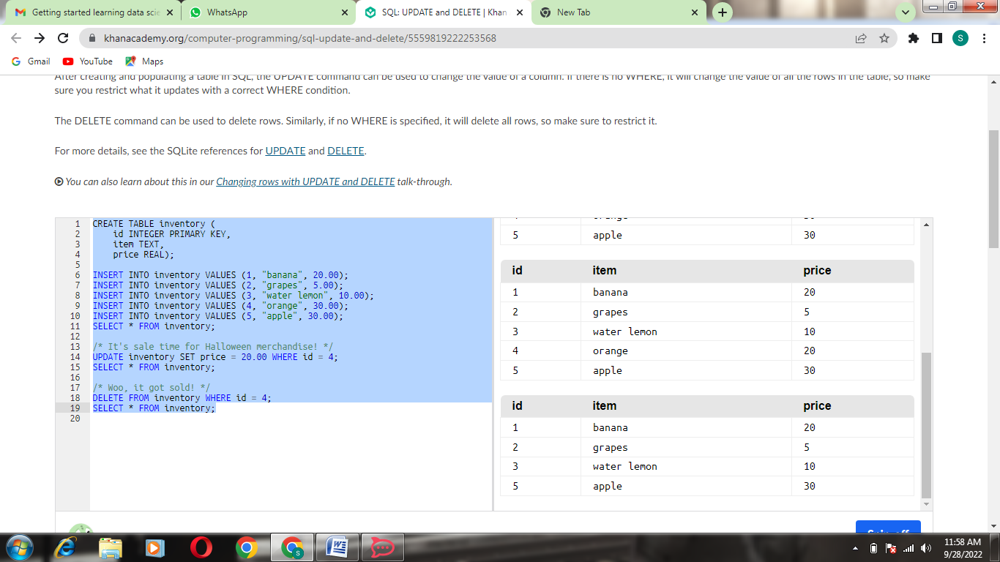 Getting started learning data scie
WhatsApp
SQL: UPDATE and DELETE | Khan
New Tab
khanacademy.org/computer-programming/sql-update-and-delete/5559819222253568
S
Gmail
YouTube
Maps
After creating and populating a table in SQL, the UPDATE command can be used to change the value of a column. If there is no WHERE, it will change the value of all the rows in the table, so make
sure you restrict what it updates with a correct WHERE condition.
The DELETE command can be used to delete rows. Similarly, if no WHERE is specified, it will delete all rows, so make sure to restrict it.
For more details, see the SQLite references for UPDATE and DELETE.
You can also learn about this in our Changing rows with UPDATE and DELETE talk-through.
1 CREATE TABLE inventory (
2 id INTEGER PRIMARY KEY,
3 item TEXT,
4 price REAL);
5
6 INSERT INTO inventory VALUES (1, "banana", 20.00);
7 INSERT INTO inventory VALUES (2, "grapes", 5.00);
8 INSERT INTO inventory VALUES (3, "water lemon", 10.00);
9 INSERT INTO inventory VALUES (4, "orange", 30.00);
10 INSERT INTO inventory VALUES (5, "apple", 30.00);
11 SELECT * FROM inventory;
12
13 /* It's sale time for Halloween merchandise! */
14 UPDATE inventory SET price = 20.00 WHERE id = 4;
15 SELECT * FROM inventory;
16
17 /* Woo, it got sold! */
18 DELETE FROM inventory WHERE id = 4;
19 SELECT * FROM inventory;
20
5 apple 30
id item price
1 banana 20
2 grapes 5
3 water lemon 10
4 orange 20
5 apple 30
id item price
1 banana 20
2 grapes 5
3 water lemon 10
5 apple 30
S
11:58 AM
9/28/2022